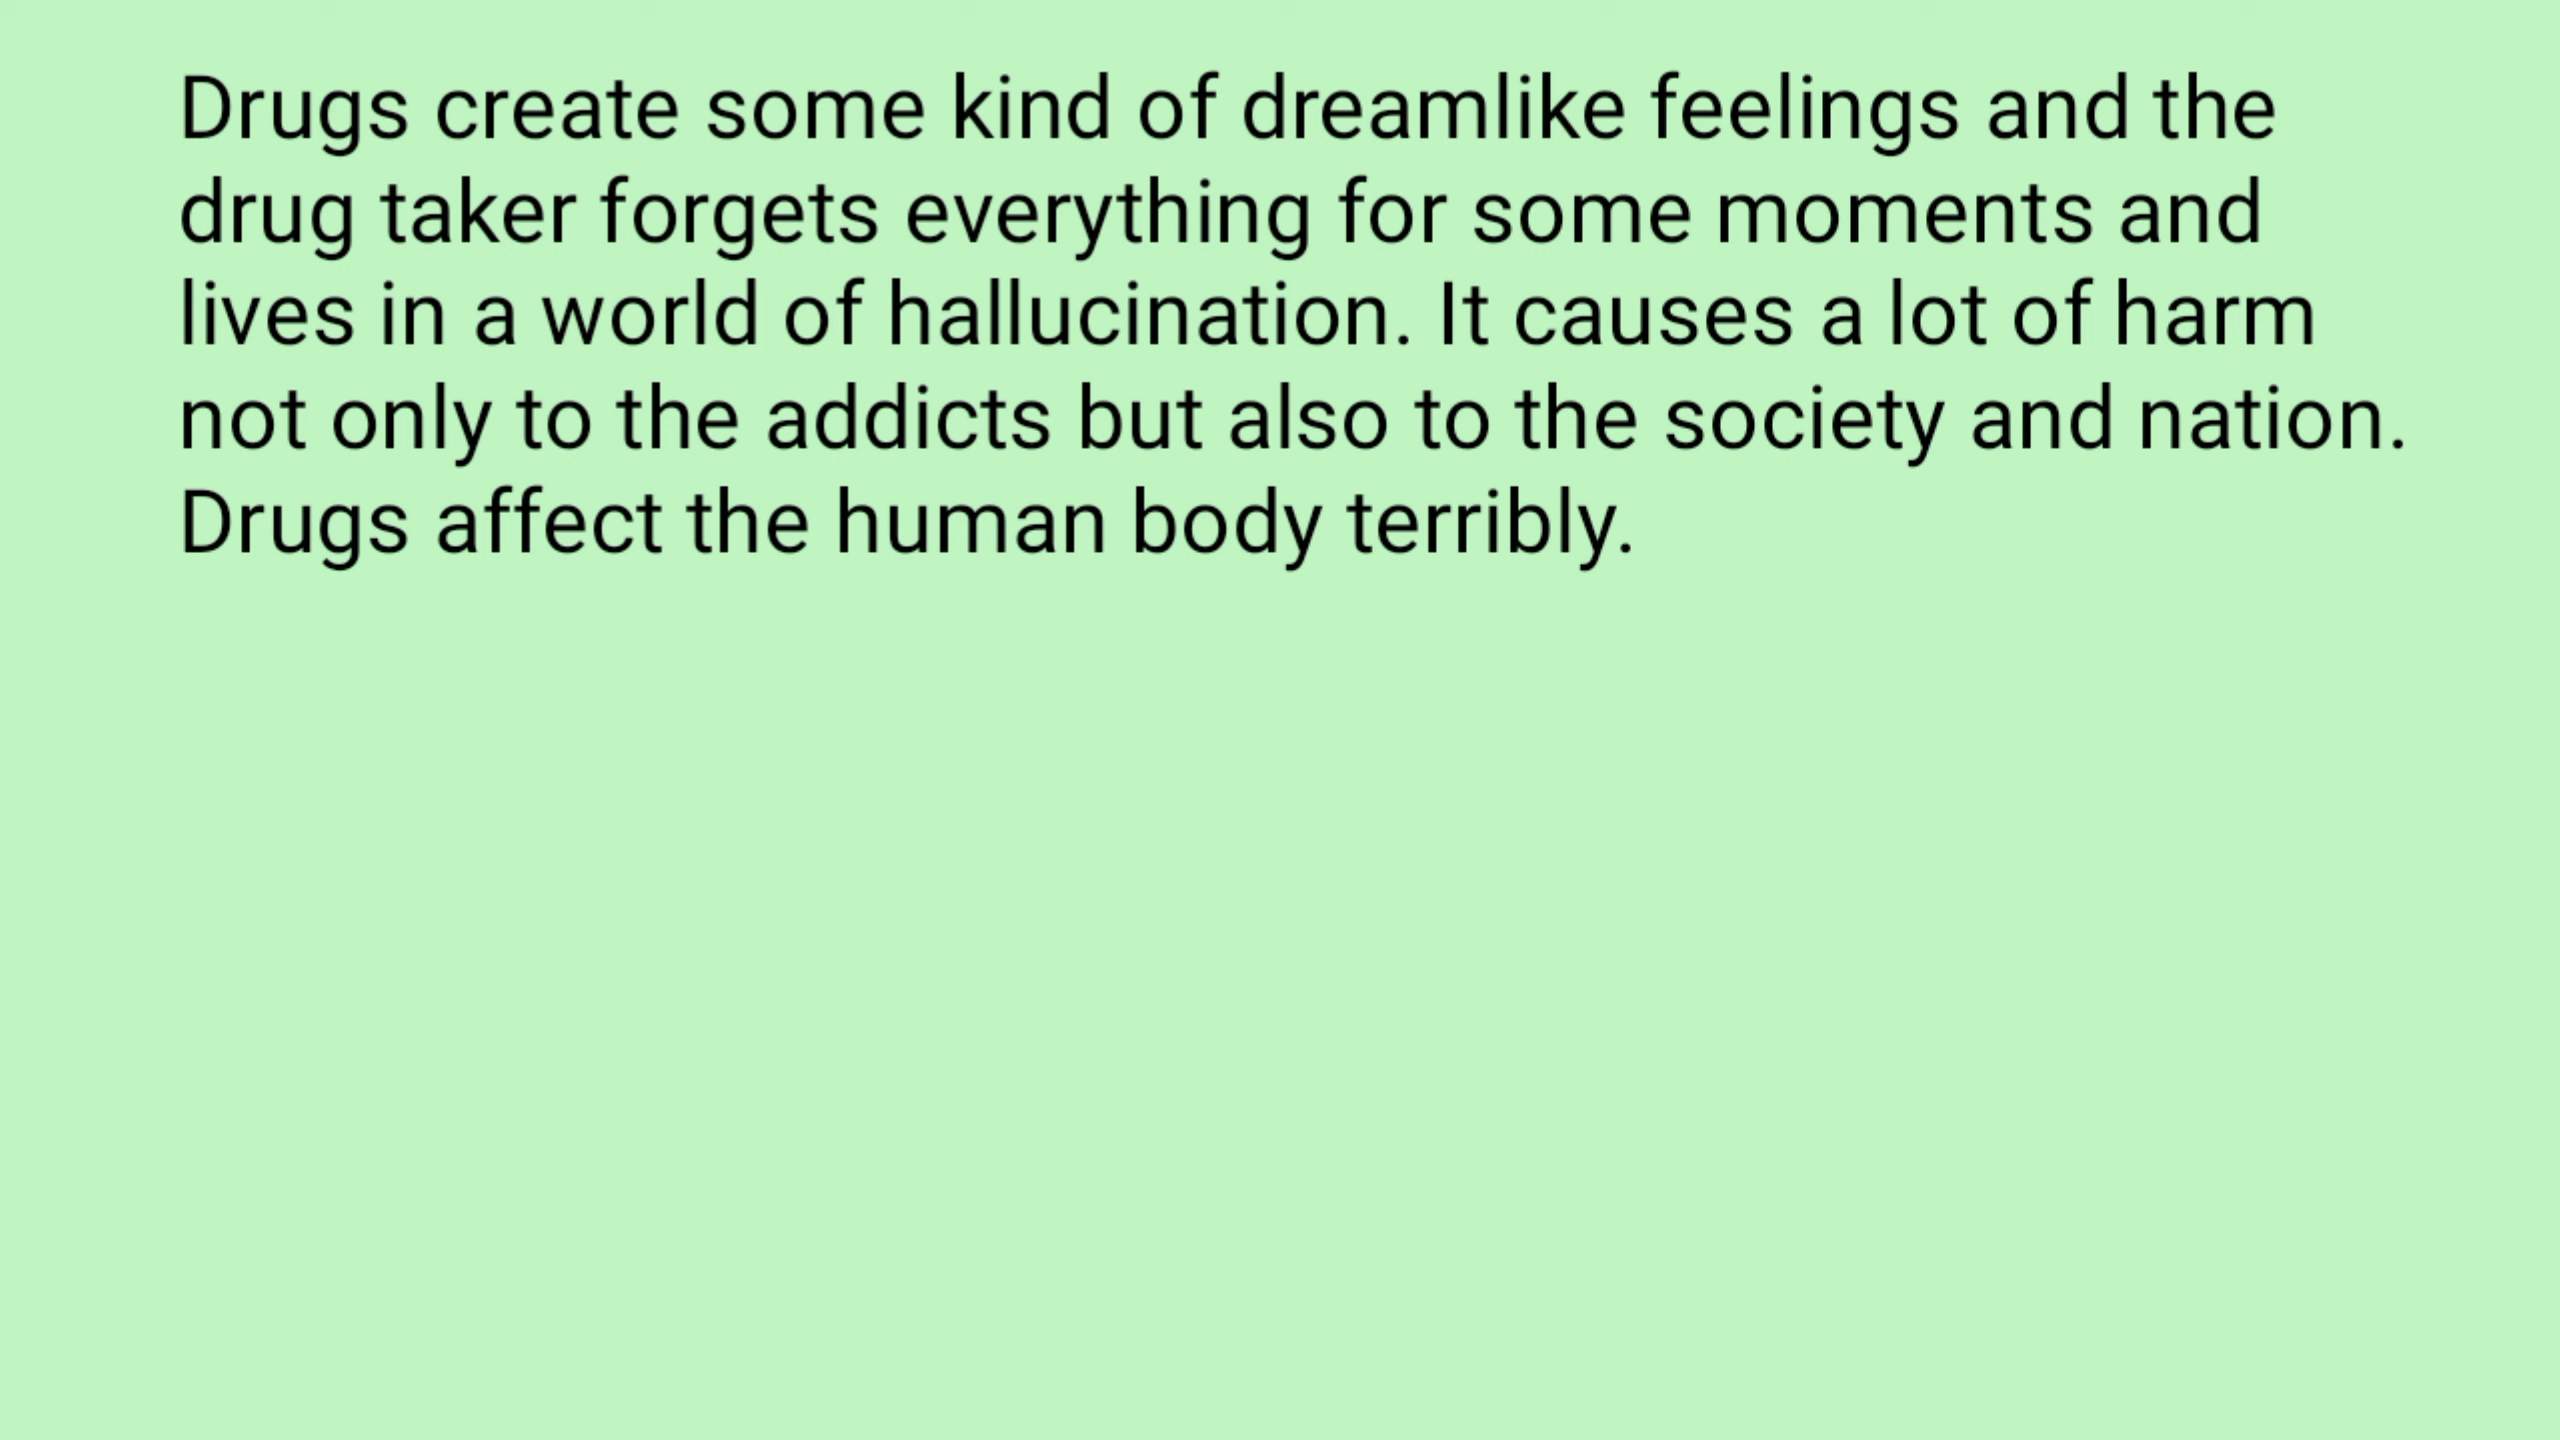 Drugs create some kind of dreamlike feelings and the
drug taker forgets everything for some moments and
lives in a world of hallucination. It causes a lot of harm
not only to the addicts but also to the society and nation.
Drugs affect the human body terribly.